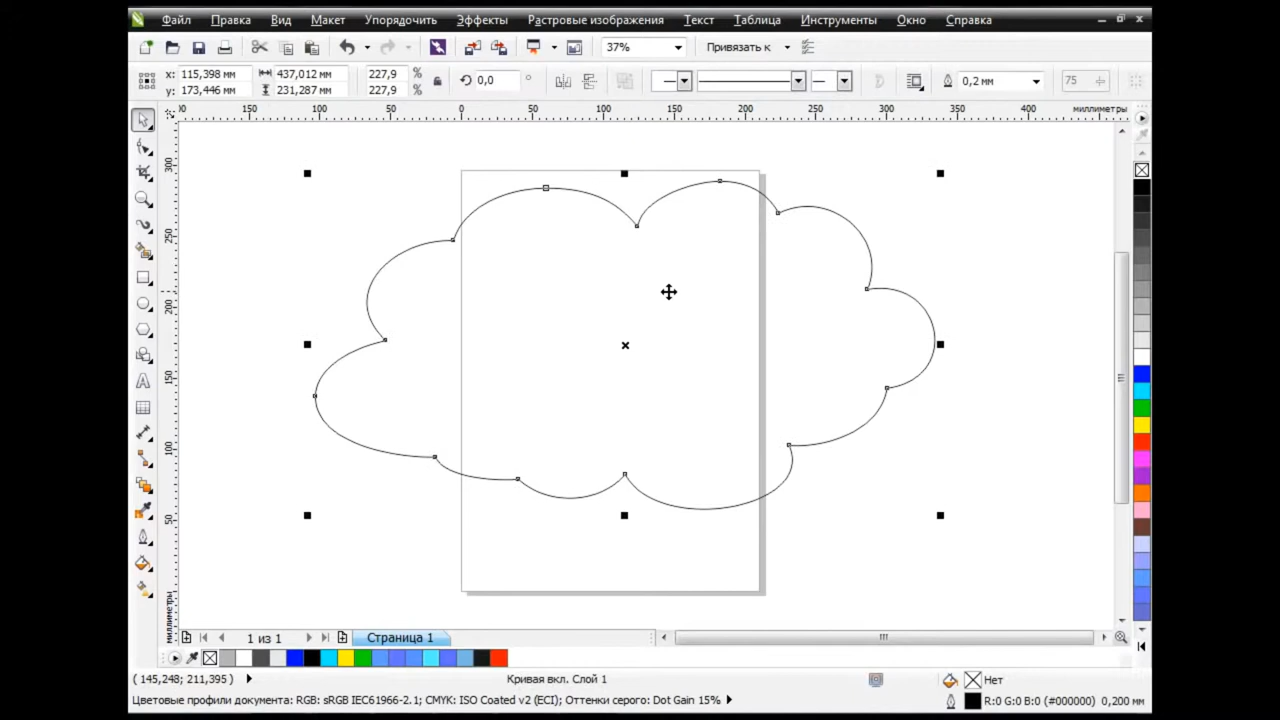 Файл Правка Вид Макет Упорядочить Эффекты Растровые изображения Текст Таблица Инструменты Окно Справка
37% Привязать к
x: 115,398 мм 437,012 мм 227,9 % 0,0 ° 0,2 мм 75
y: 173,446 мм 231,287 мм 227,9 %
150 100 50 0 50 100 150 200 250 300 350 400 миллиметры
300
250
200
150
100
50
миллиметры
1 из 1 Страница 1
( 145,248; 211,395 ) Кривая вкл. Слой 1 Нет
Цветовые профили документа: RGB: sRGB IEC61966-2.1; CMYK: ISO Coated v2 (ECI); Оттенки серого: Dot Gain 15% R:0 G:0 B:0 (#000000) 0,200 мм